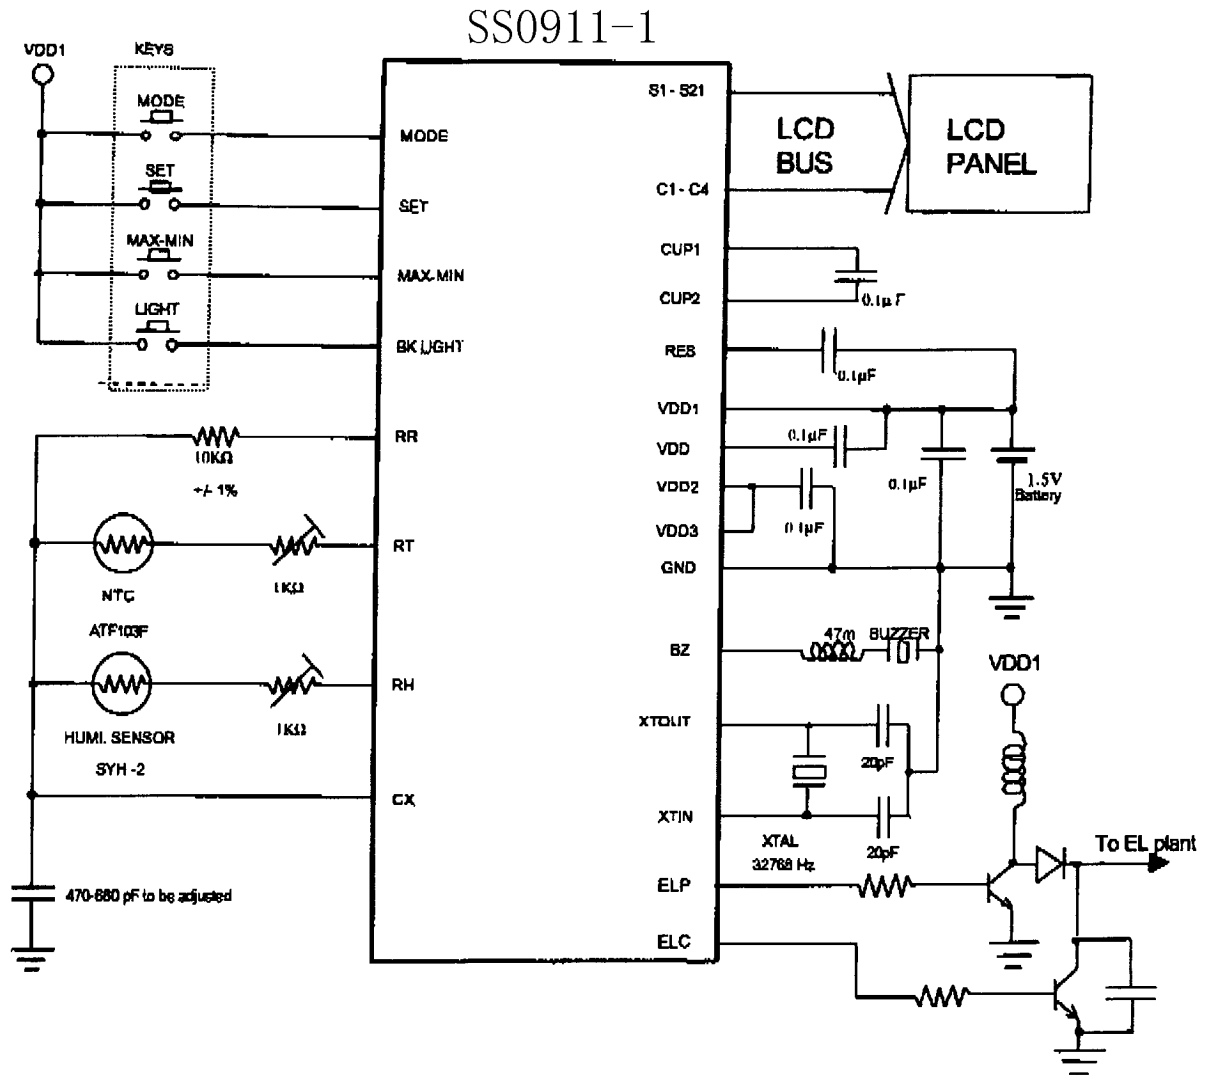 SS0911-1
VDD1
KEYS
MODE
MODE
SET
SET
MAX-MIN
MAX-MIN
LIGHT
BK LIGHT
RR
10KΩ
+/- 1%
RT
NTC
1KΩ
ATF103F
RH
HUMI. SENSOR
1KΩ
SYH -2
CX
470-680 pF to be adjusted
S1 - S21
LCD
BUS
LCD
PANEL
C1 - C4
CUP1
CUP2
0.1μF
RES
0.1μF
VDD1
VDD
0.1μF
0.1μF
1.5V
Battery
VDD2
VDD3
0.1μF
GND
BZ
47m
BUZZER
VDD1
XTOUT
20pF
XTIN
XTAL
32768 Hz
20pF
To EL plant
ELP
ELC